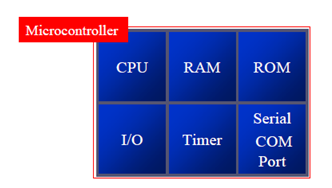 Microcontroller
CPU RAM ROM
I/O Timer Serial
COM
Port